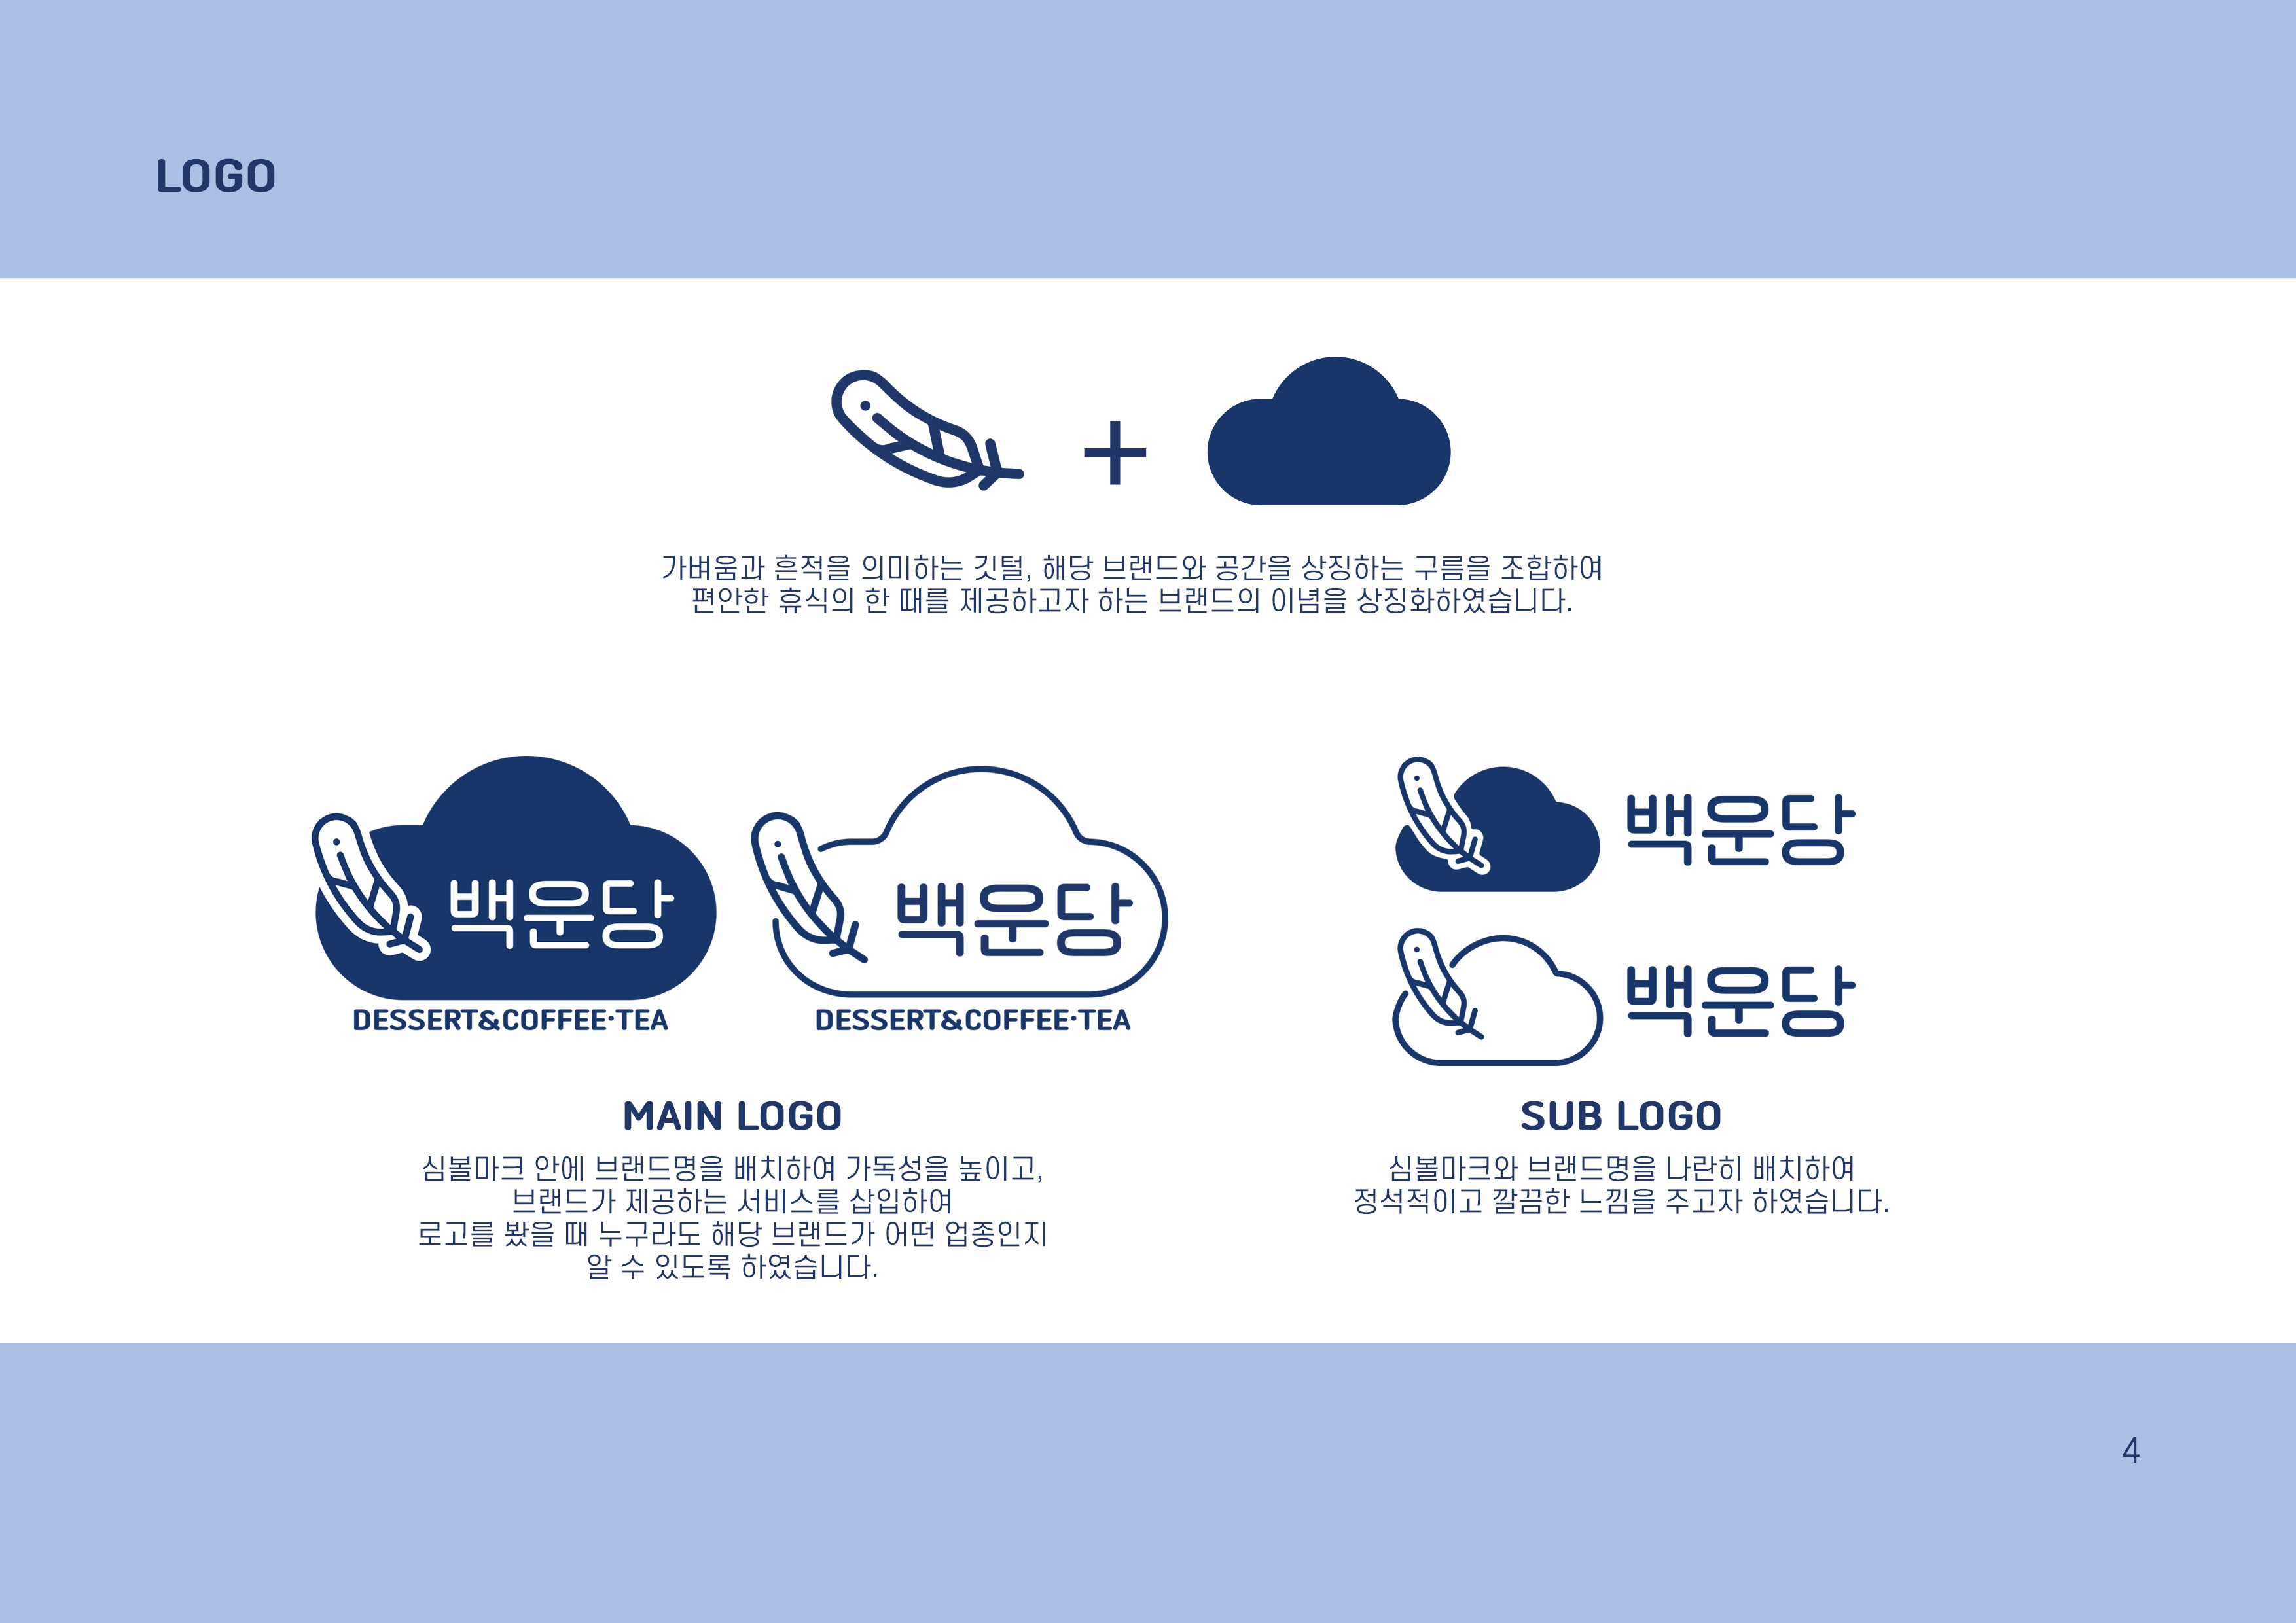 LOGO
+
가벼움과 흔적을 의미하는 깃털, 해당 브랜드와 공간을 상징하는 구름을 조합하여
편안한 휴식의 한 때를 제공하고자 하는 브랜드의 이념을 상징화하였습니다.
백운당
DESSERT&COFFEE·TEA
백운당
DESSERT&COFFEE·TEA
MAIN LOGO
심볼마크 안에 브랜드명을 배치하여 가독성을 높이고,
브랜드가 제공하는 서비스를 삽입하여
로고를 봤을 때 누구라도 해당 브랜드가 어떤 업종인지
알 수 있도록 하였습니다.
백운당
백운당
SUB LOGO
심볼마크와 브랜드명을 나란히 배치하여
정석적이고 깔끔한 느낌을 주고자 하였습니다.
4